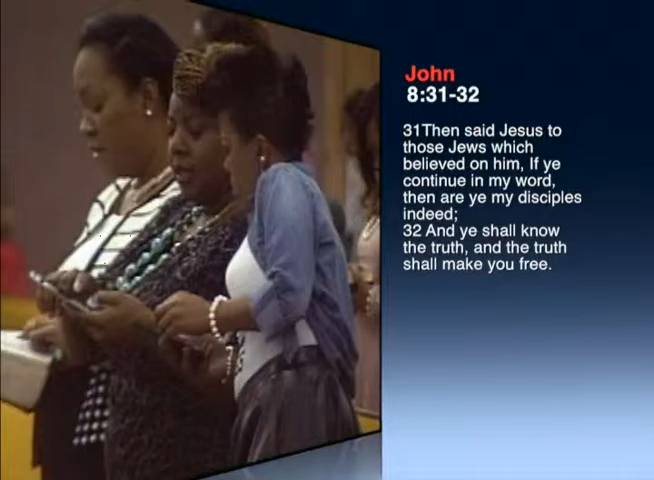 John
8:31-32
31Then said Jesus to
those Jews which
believed on him, If ye
continue in my word,
then are ye my disciples
indeed;
32 And ye shall know
the truth, and the truth
shall make you free.